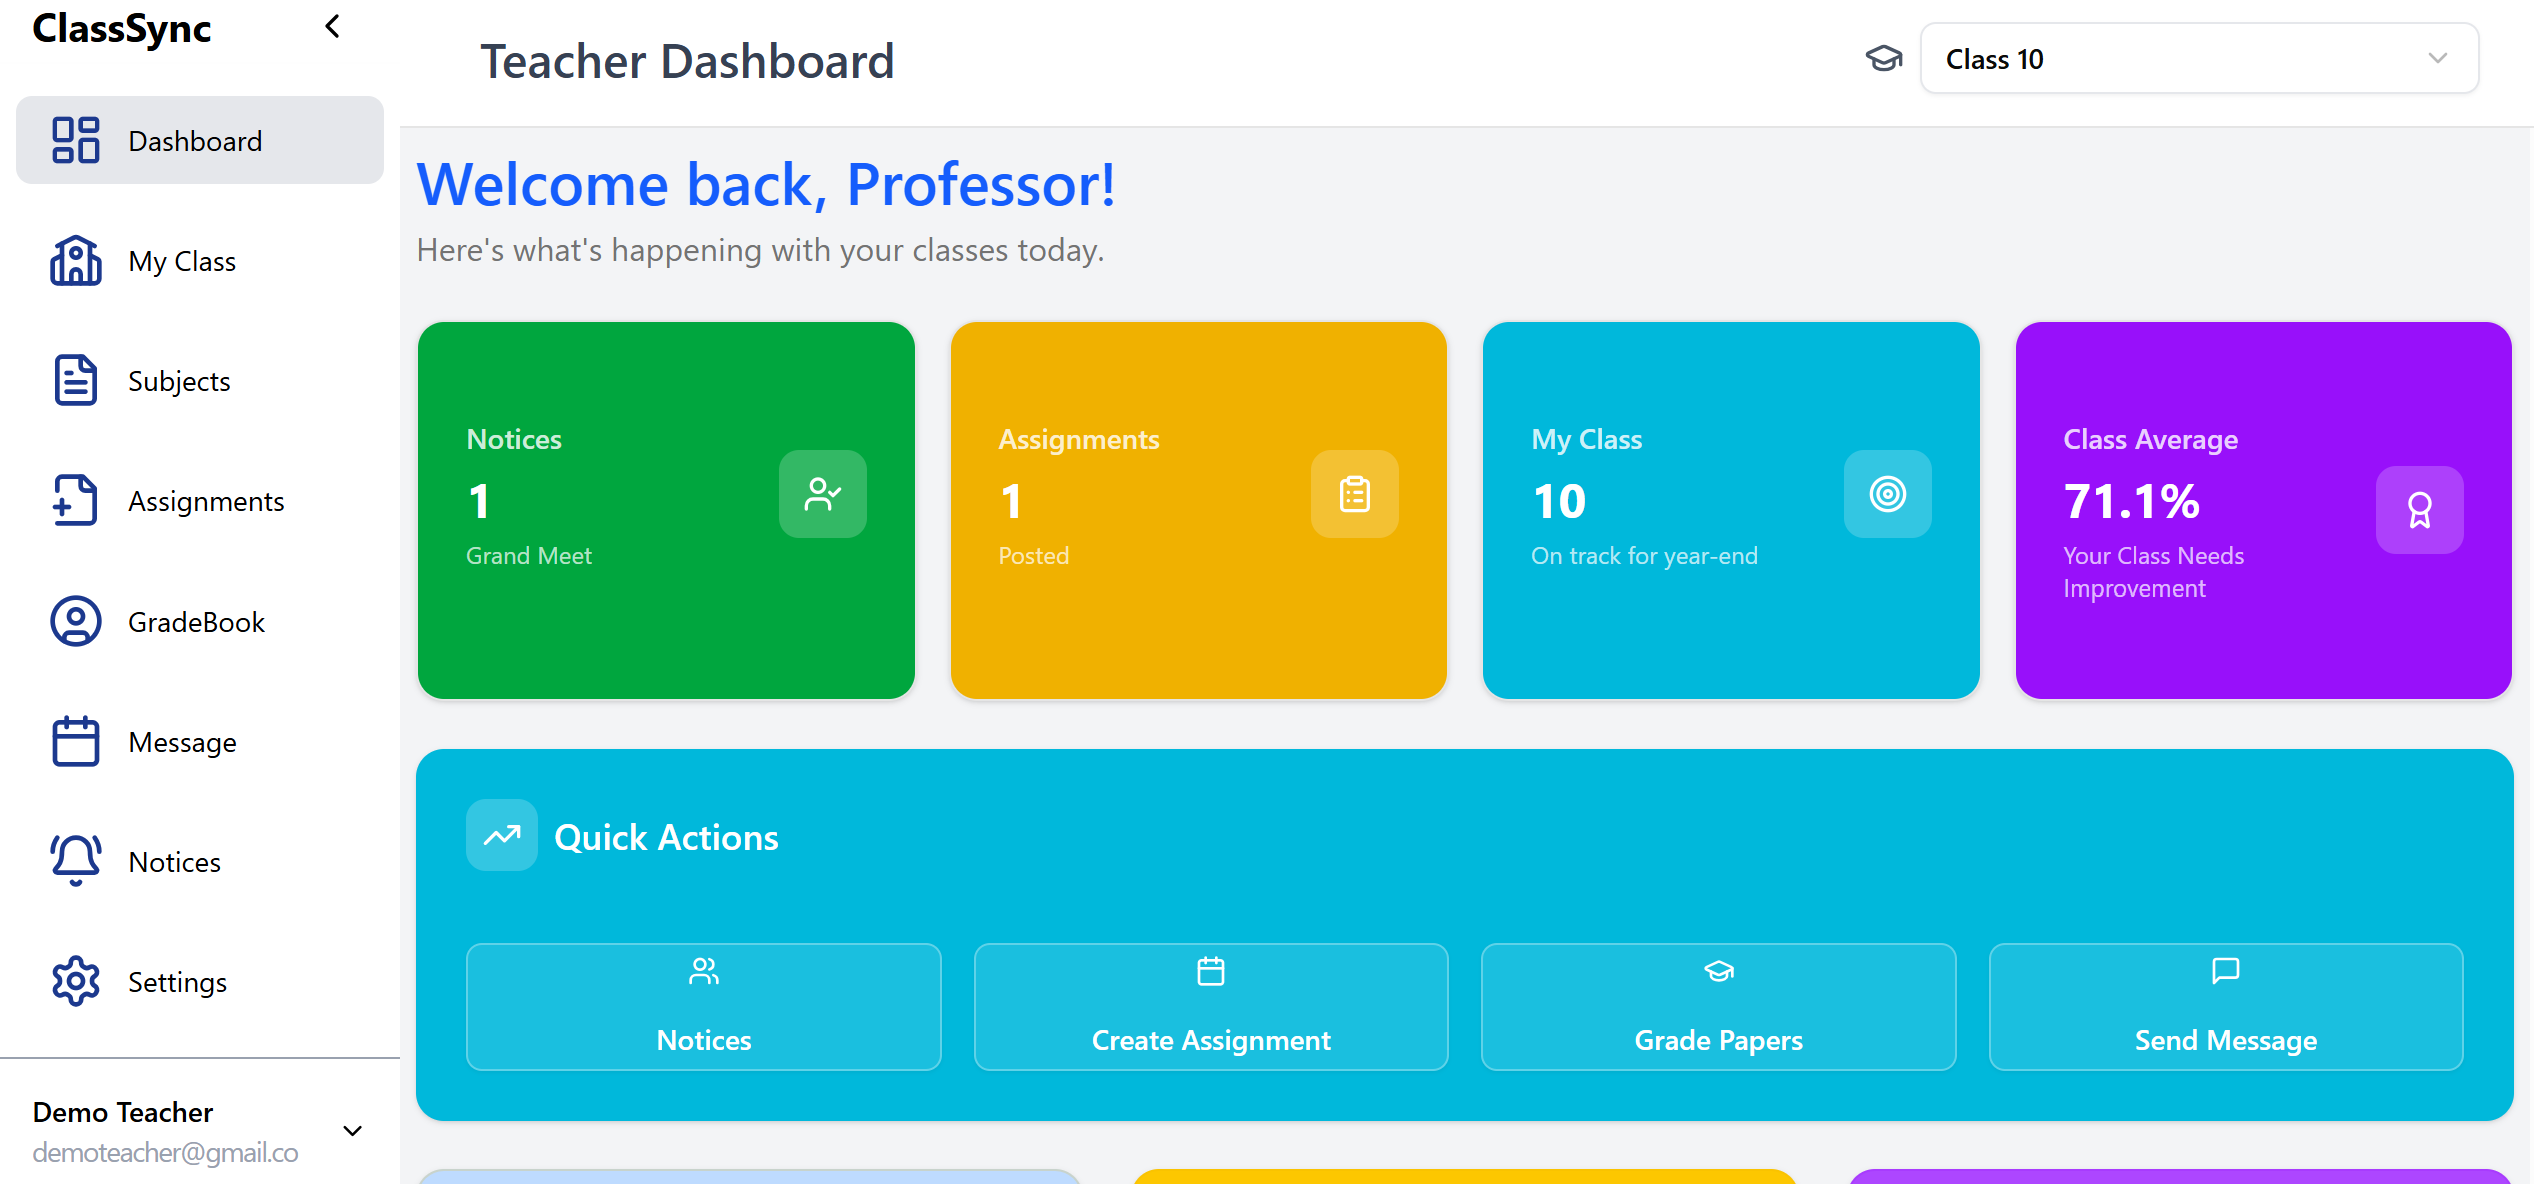 ClassSync
Dashboard
My Class
Subjects
Assignments
GradeBook
Message
Notices
Settings
Demo Teacher
demoteacher@gmail.co
Teacher Dashboard
Class 10
Welcome back, Professor!
Here's what's happening with your classes today.
Notices
1
Grand Meet
Assignments
1
Posted
My Class
10
On track for year-end
Class Average
71.1%
Your Class Needs
Improvement
Quick Actions
Notices
Create Assignment
Grade Papers
Send Message